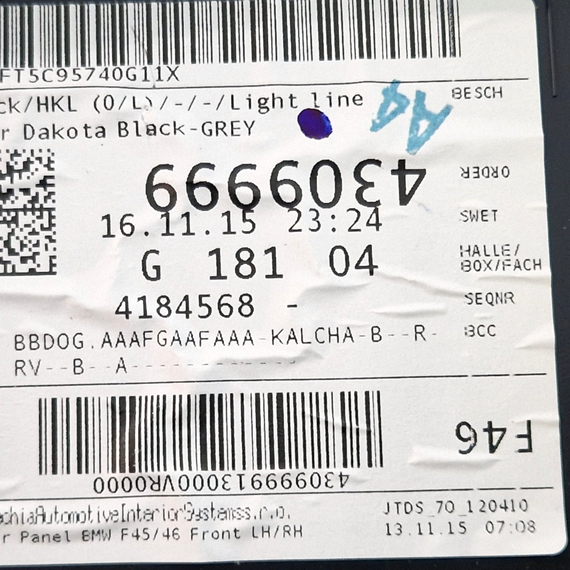 FT5C95740G11X
ck/HKL (O/L)/-/-/Light line
BESCH
A4
r Dakota Black-GREY
4309999
ORDER
16.11.15 23:24
SWET
G 181 04
HALLE/
BOX/FACH
4184568 -
SEQNR
BBDOG.AAAFGAAFAAA-KALCHA-B--R-
BCC
RV--B--A------------
F46
430999913000VR0000
chiaAutomotiveInteriorSystemss.r.o.
JTDS_70_120410
r Panel BMW F45/46 Front LH/RH
13.11.15 07:08